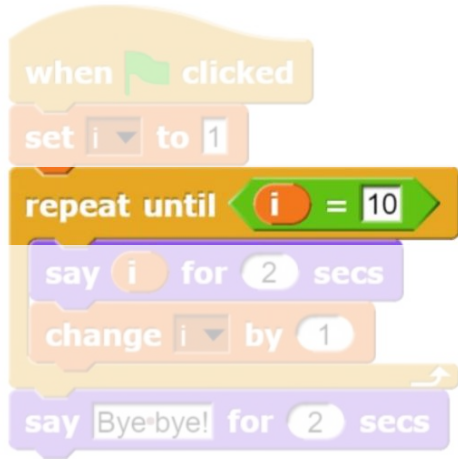 when clicked
set i to 1
repeat until i = 10
say i for 2 secs
change i by 1
say Bye bye! for 2 secs